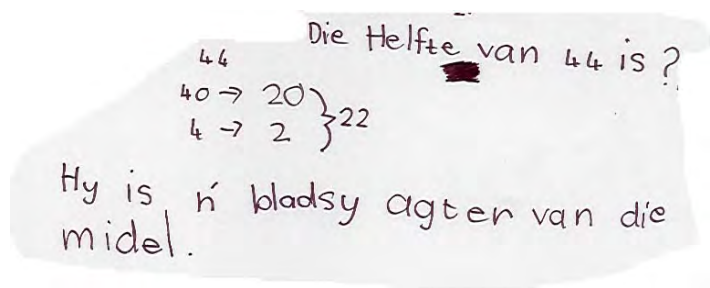 Die Helfte van 44 is?
44
40 → 20 } 22
4 → 2
Hy is ń bladsy agter van die
midel.